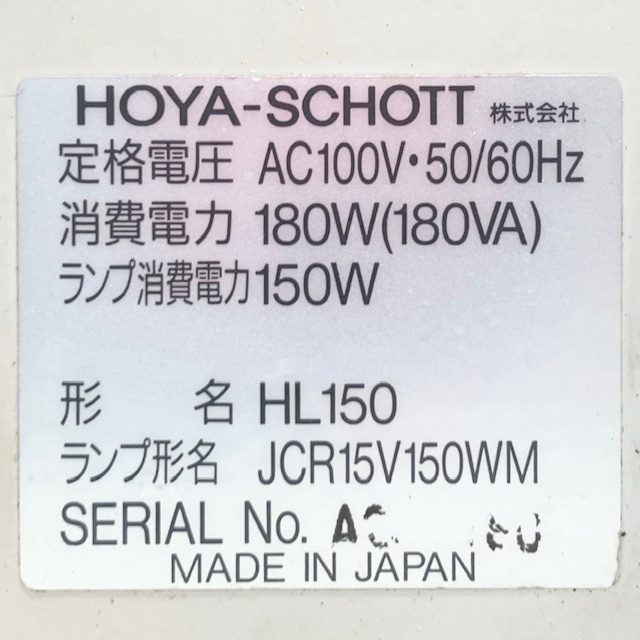 HOYA-SCHOTT 株式会社
定格電圧 AC100V・50/60Hz
消費電力 180W(180VA)
ランプ消費電力 150W
形 名 HL150
ランプ形名 JCR15V150WM
SERIAL No.
MADE IN JAPAN